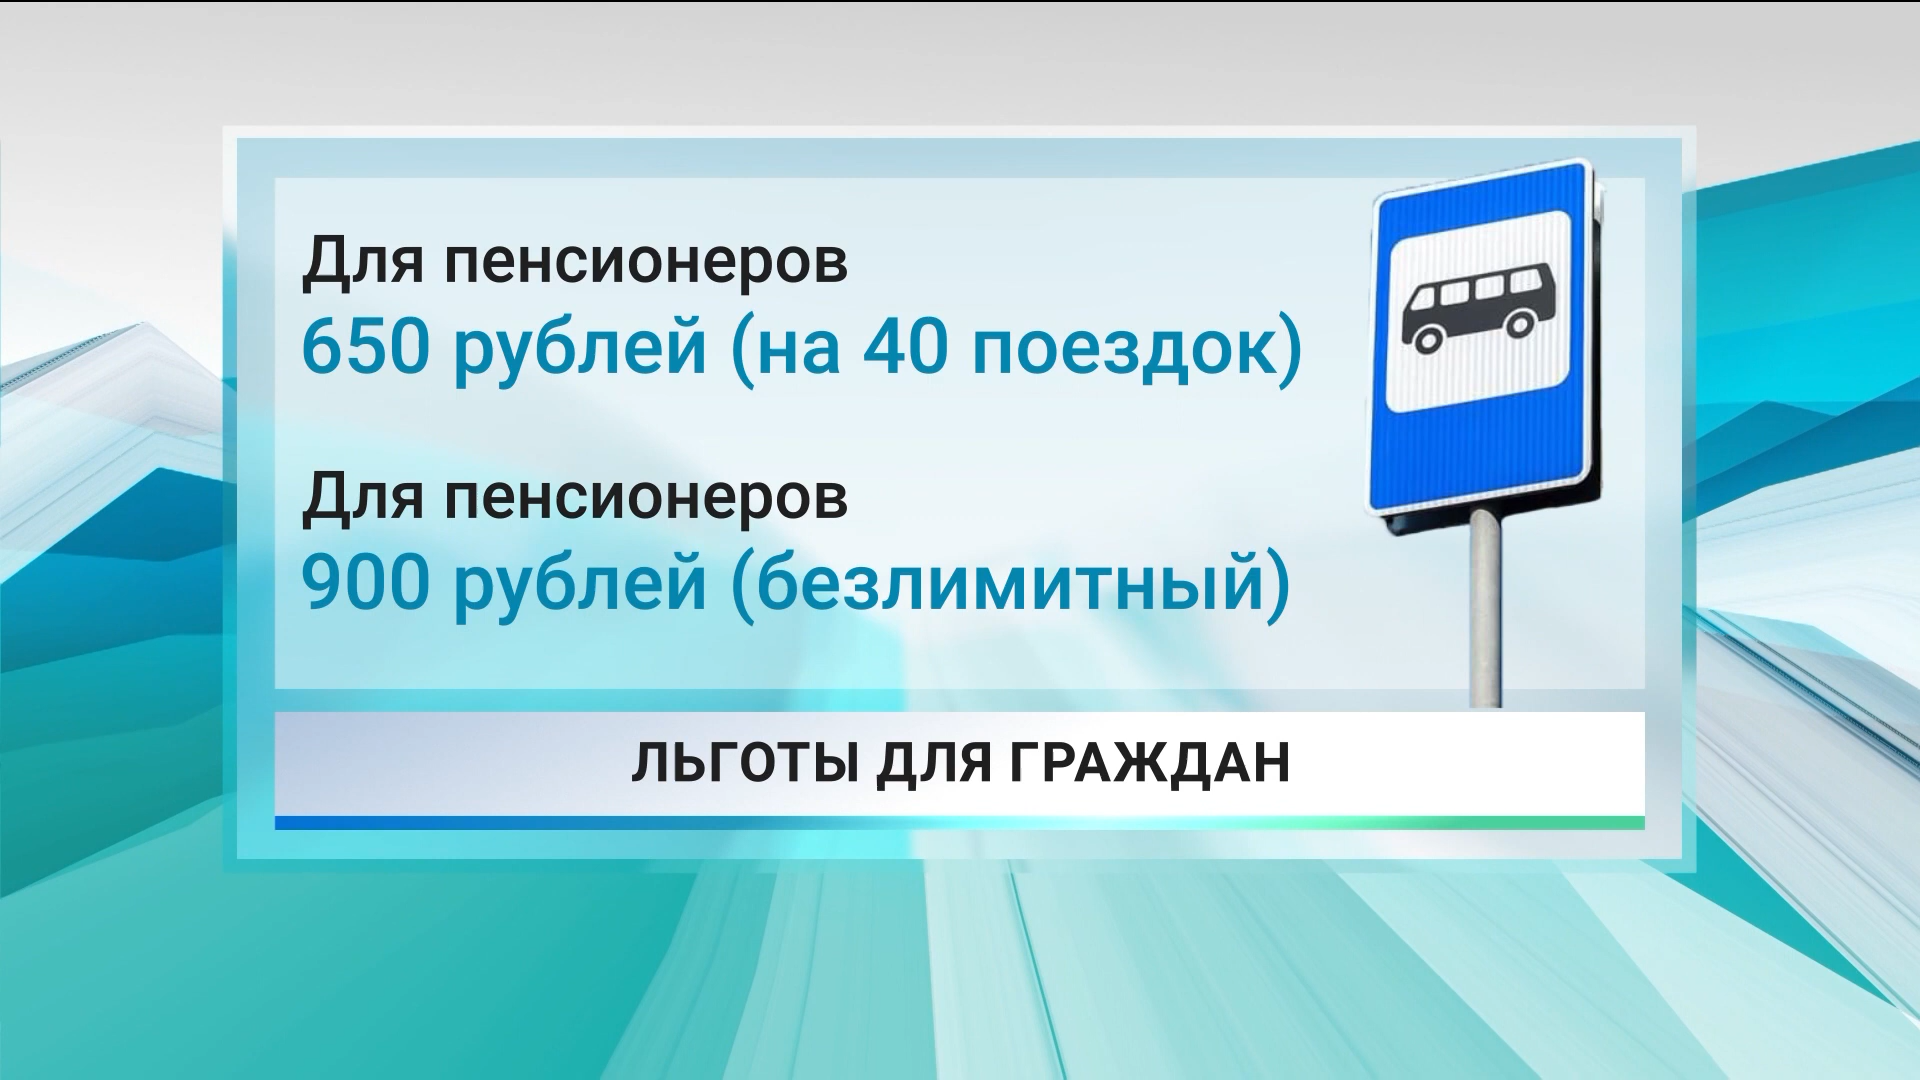 Для пенсионеров
650 рублей (на 40 поездок)
Для пенсионеров
900 рублей (безлимитный)
ЛЬГОТЫ ДЛЯ ГРАЖДАН